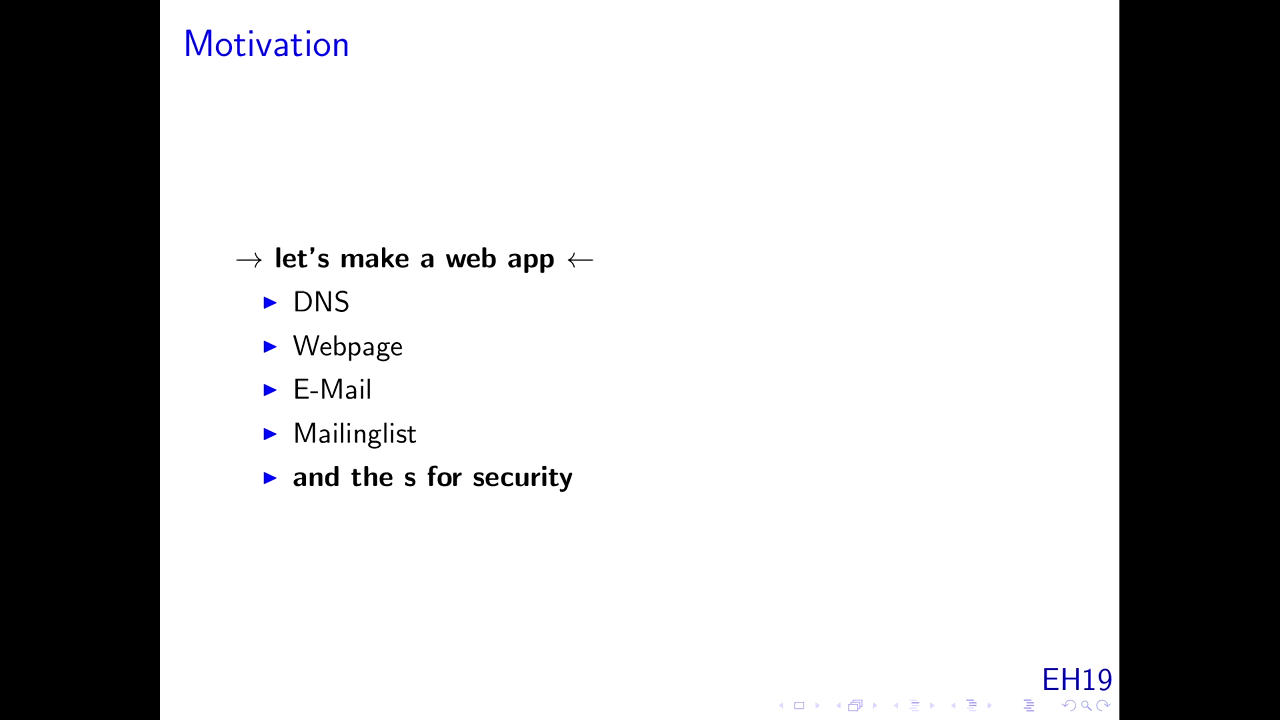 Motivation
→ let's make a web app ←
▶ DNS
▶ Webpage
▶ E-Mail
▶ Mailinglist
▶ and the s for security
EH19